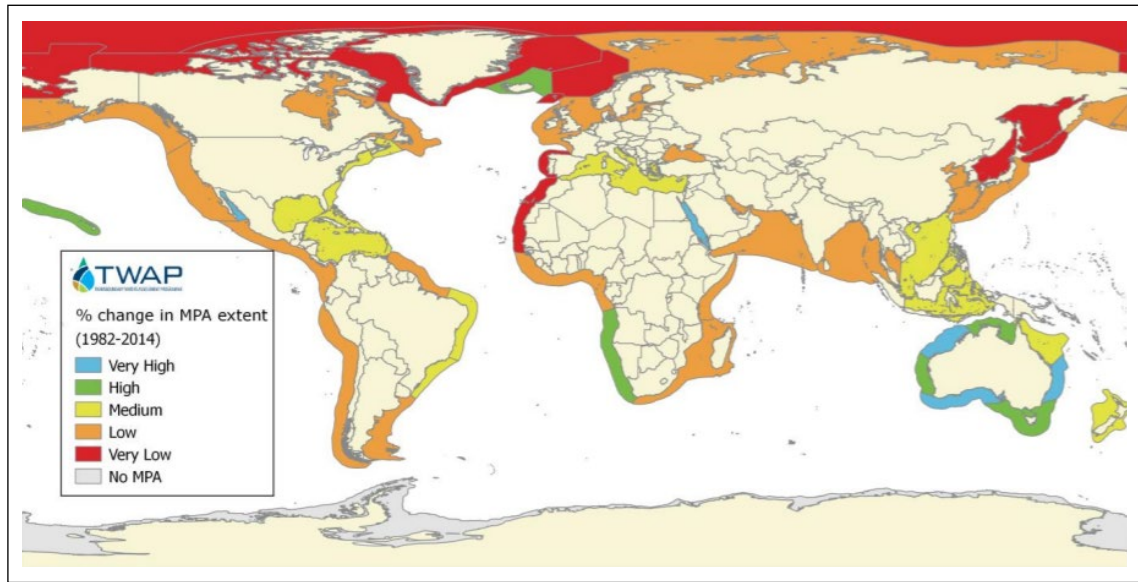 TWAP
% change in MPA extent
(1982-2014)
Very High
High
Medium
Low
Very Low
No MPA